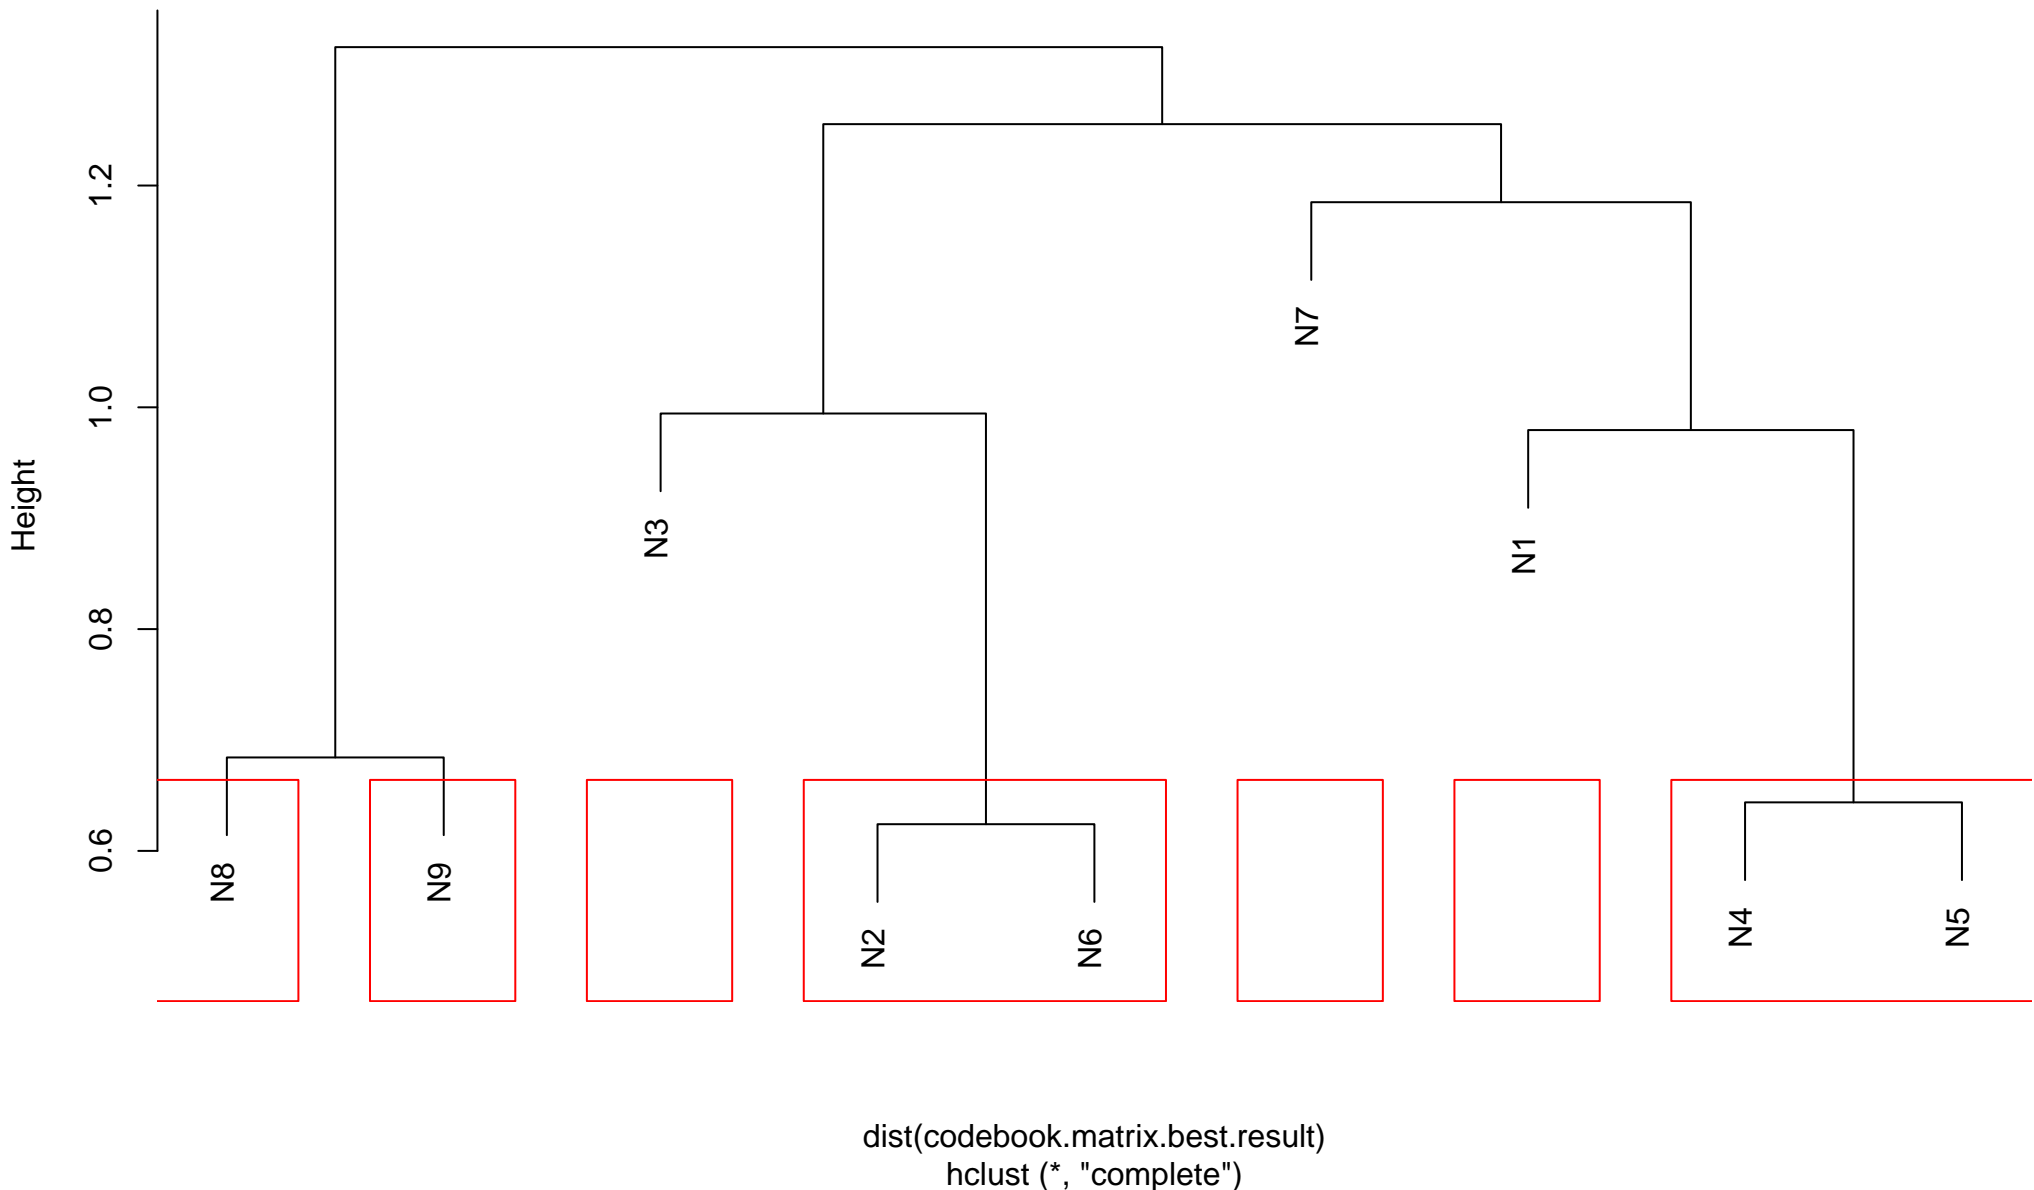 Height
1.2
1.0
0.8
0.6
N7
N3
N1
N8
N9
N2
N6
N4
N5
dist(codebook.matrix.best.result)
hclust (*, "complete")